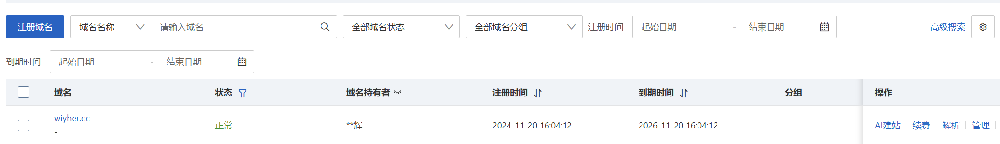 注册域名 域名名称 请输入域名 全部域名状态 全部域名分组 注册时间 起始日期 - 结束日期 高级搜索
到期时间 起始日期 - 结束日期
域名 状态 域名持有者 注册时间 到期时间 分组 操作
wiyher.cc 正常 **辉 2024-11-20 16:04:12 2026-11-20 16:04:12 -- AI建站 续费 解析 管理
-